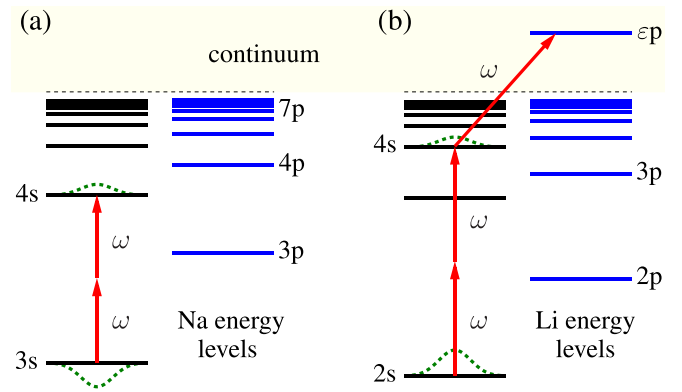 (a)
continuum
7p
4p
4s
ω
3p
ω
Na energy
levels
3s
(b)
εp
ω
4s
3p
ω
2p
ω
Li energy
levels
2s